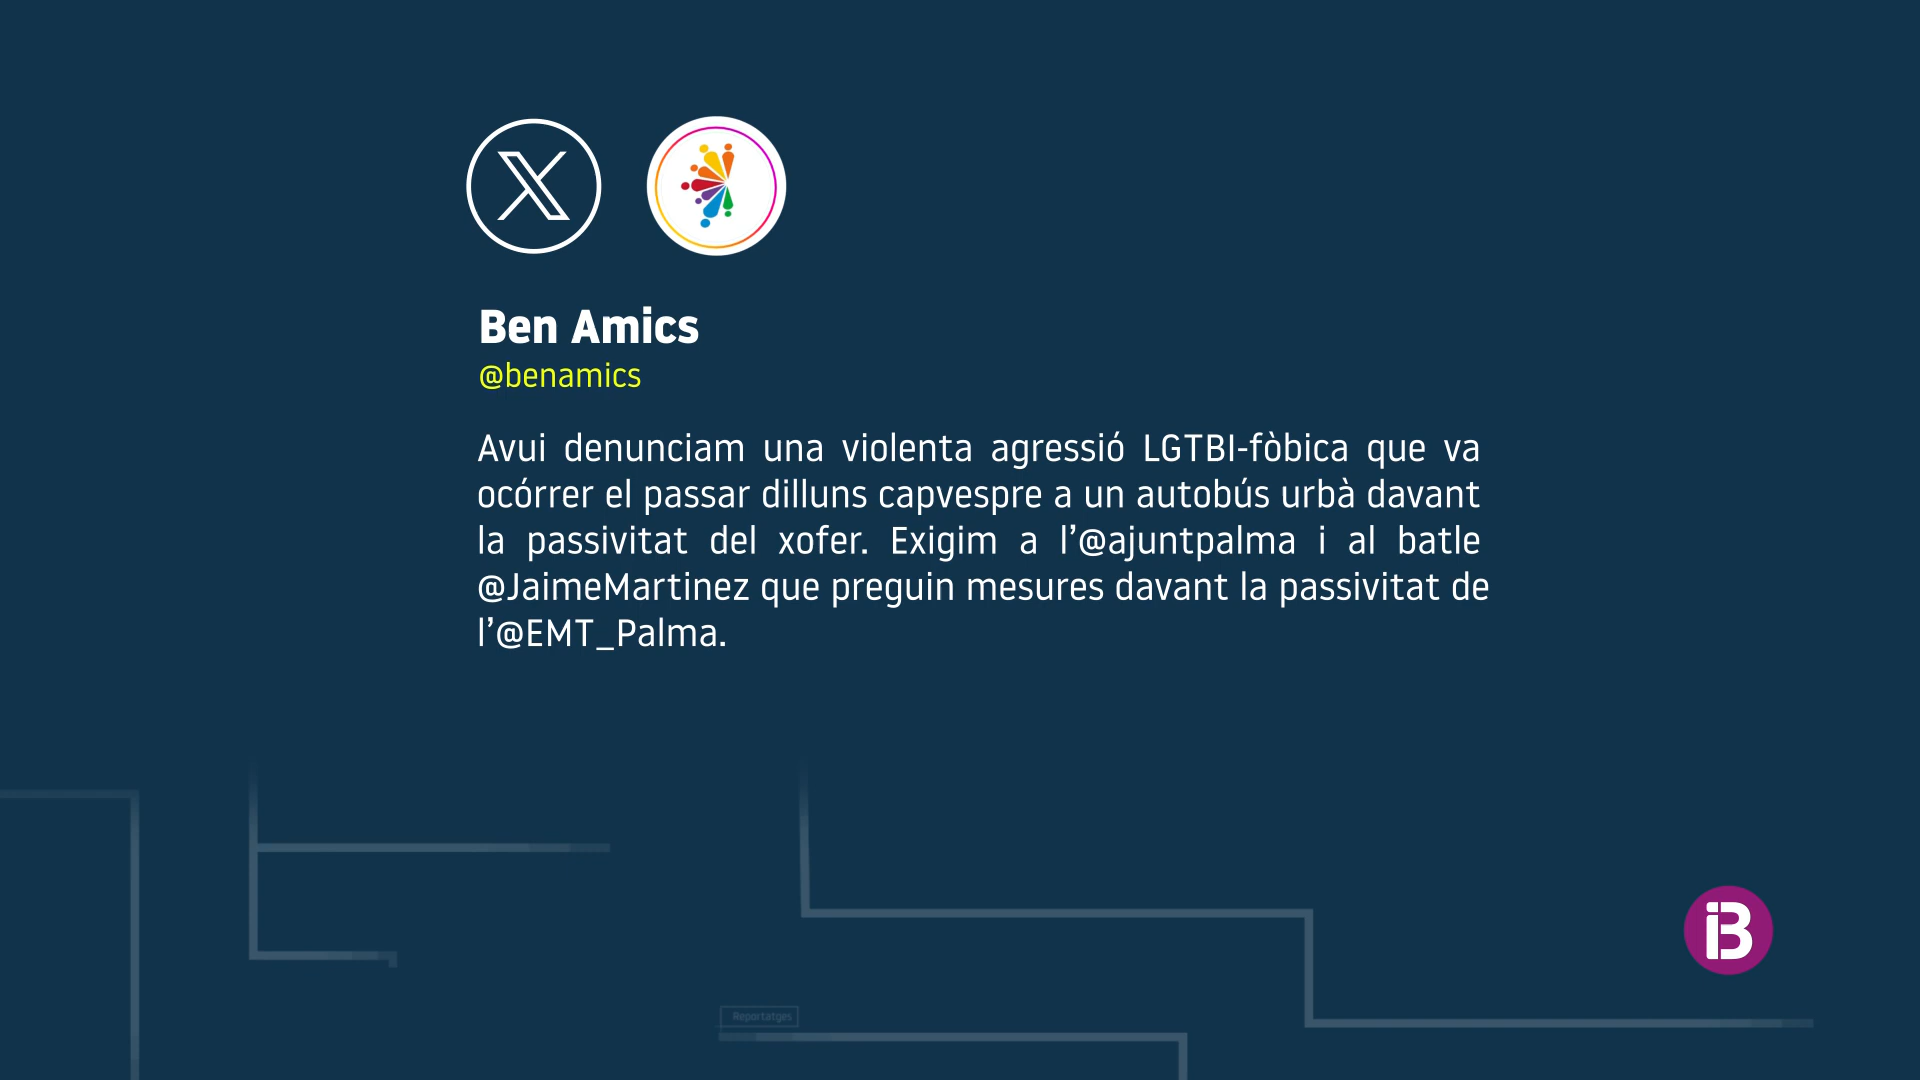 Ben Amics
@benamics
Avui denunciam una violenta agressió LGTBI-fòbica que va
ocórrer el passar dilluns capvespre a un autobús urbà davant
la passivitat del xofer. Exigim a l’@ajuntpalma i al batle
@JaimeMartinez que preguin mesures davant la passivitat de
l’@EMT_Palma.
iB
Reportatges